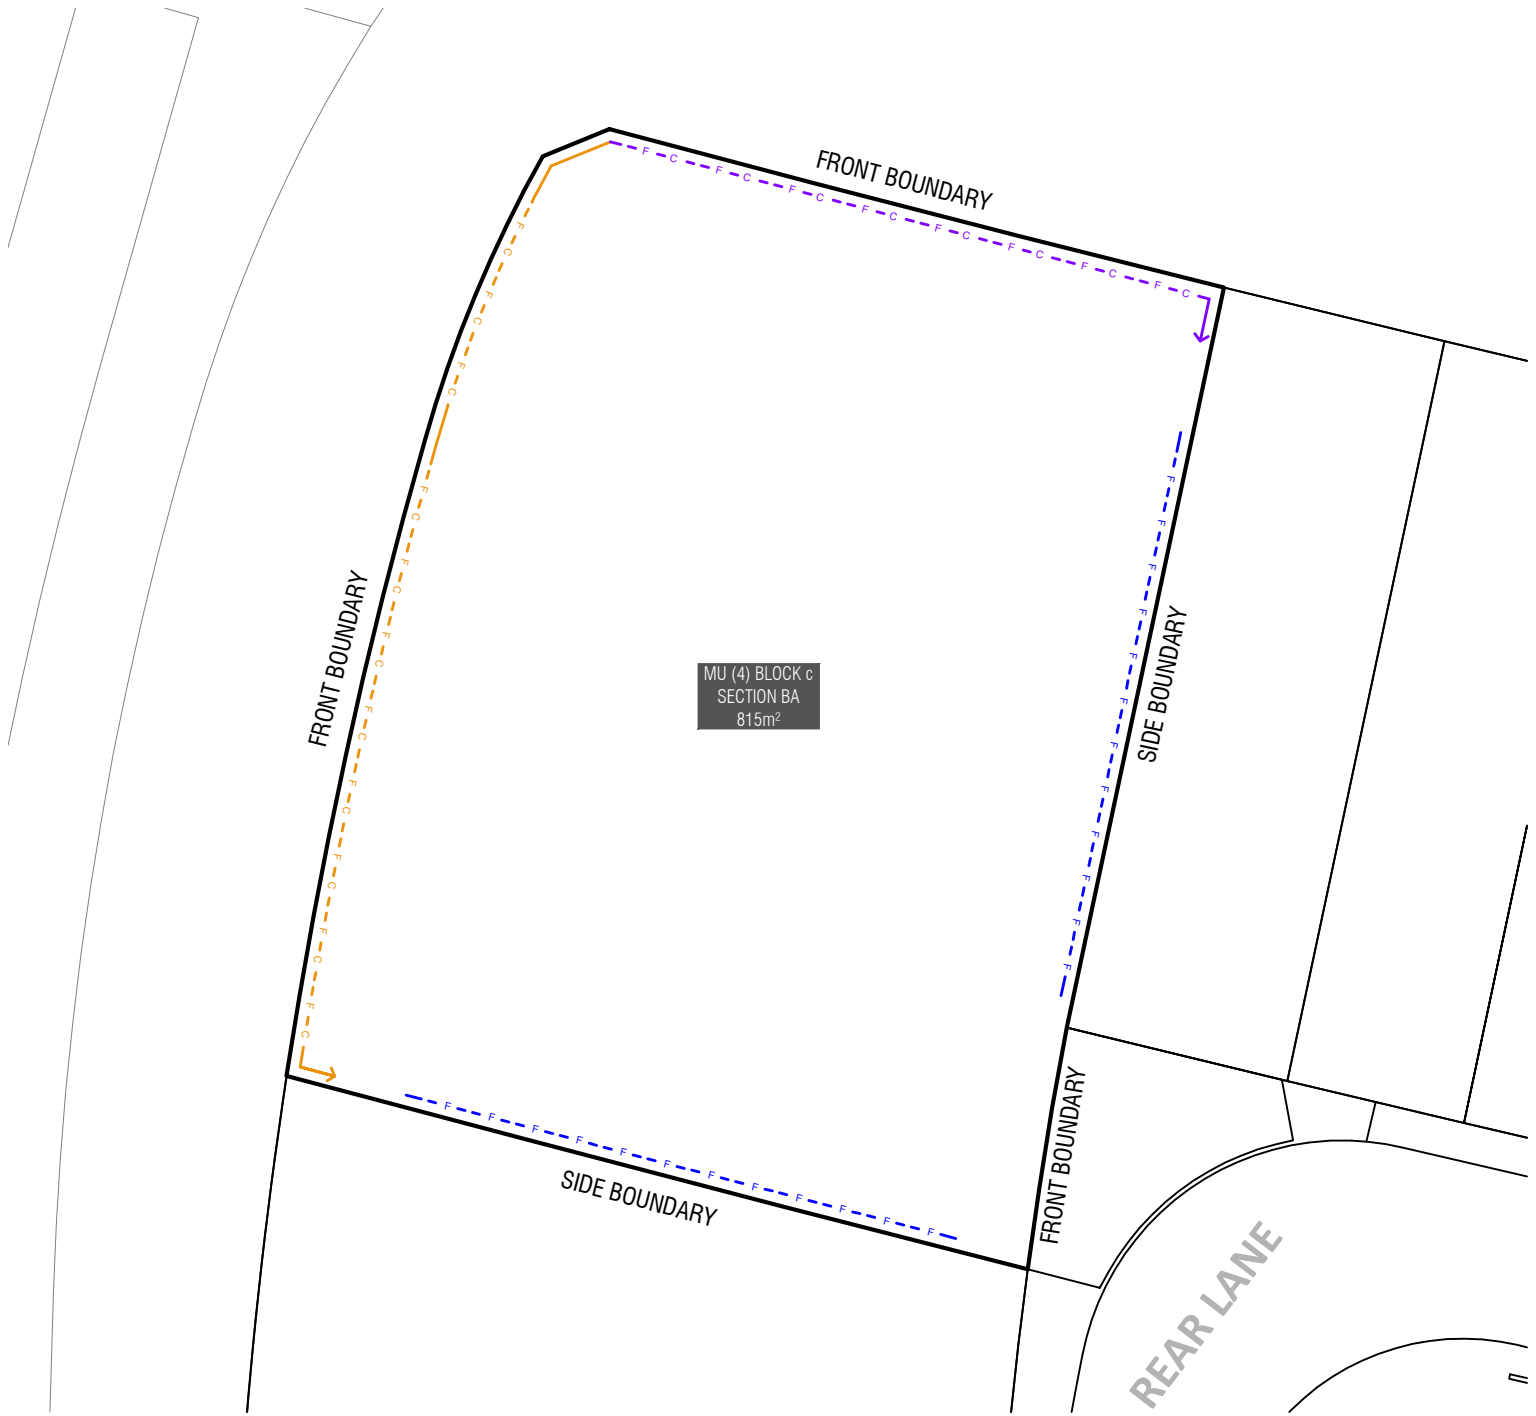 FRONT BOUNDARY
F C F C F C F C F C F C F C F C
F C F C F C
F C F C F C F C F C F C F C F C
FRONT BOUNDARY
F F F F F F F F F F F F
SIDE BOUNDARY
MU (4) BLOCK c
SECTION BA
815m²
FRONT BOUNDARY
F F F F F F F F F F F F
SIDE BOUNDARY
REAR LANE